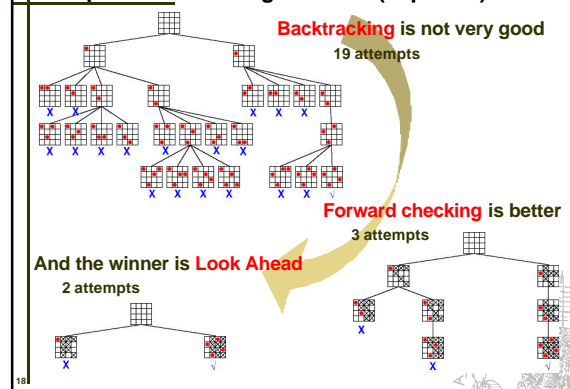 Backtracking is not very good
19 attempts
X X X X X
X X X X X X X
X X X X X X √
Forward checking is better
3 attempts
X
X √
And the winner is Look Ahead
2 attempts
X √
18